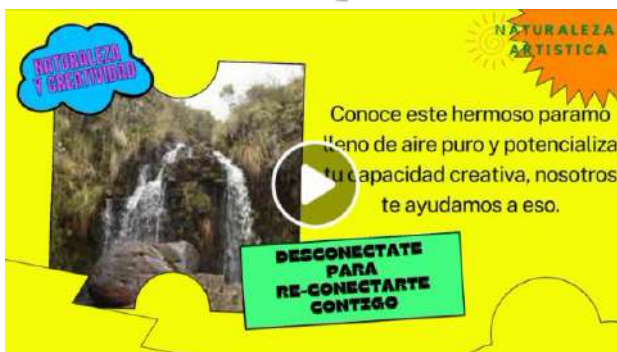 NATURALEZA
Y CREATIVIDAD
NATURALEZA
ARTISTICA
Conoce este hermoso paramo
lleno de aire puro y potencializa
tu capacidad creativa, nosotros
te ayudamos a eso.
DESCONECTATE
PARA
RE-CONECTARTE
CONTIGO